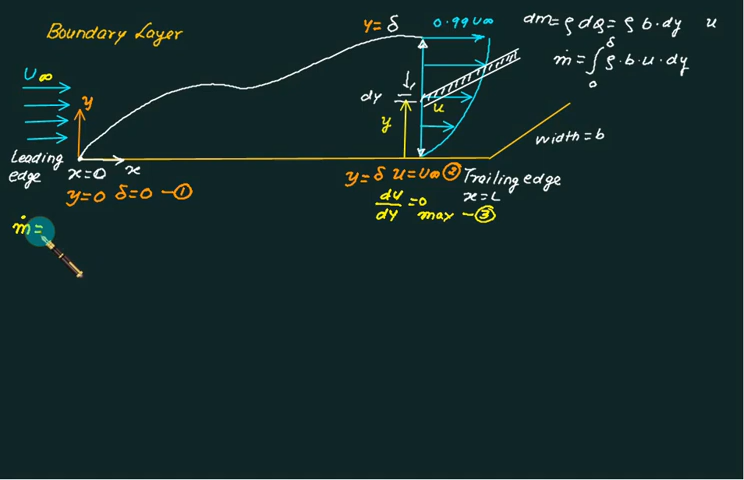 Boundary Layer
y = δ
0.99 U∞
dm = ρ dQ = ρ b·dy u
ṁ = ∫₀^δ ρ·b·u·dy
U∞
y
dy
u
y
width = b
Leading edge
x=0
x
y=0 δ=0 —①
y = δ u = U∞ ②
du/dy = 0 max —③
Trailing edge
x = L
ṁ =